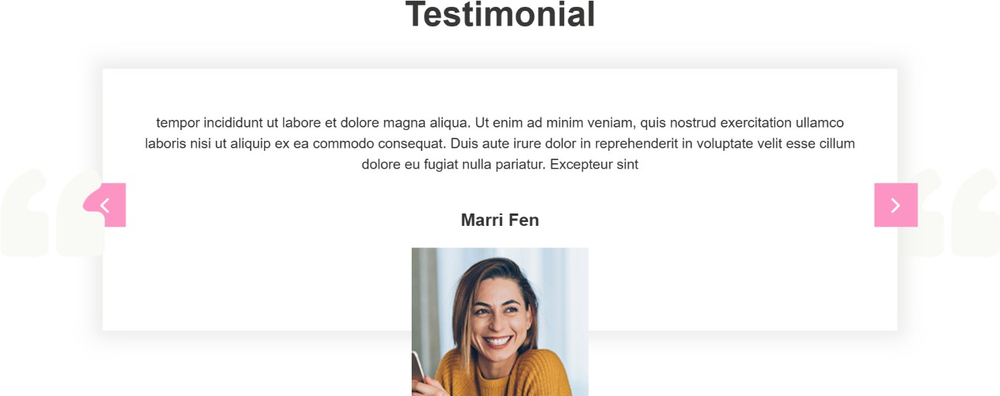 Testimonial
tempor incididunt ut labore et dolore magna aliqua. Ut enim ad minim veniam, quis nostrud exercitation ullamco
laboris nisi ut aliquip ex ea commodo consequat. Duis aute irure dolor in reprehenderit in voluptate velit esse cillum
dolore eu fugiat nulla pariatur. Excepteur sint
Marri Fen